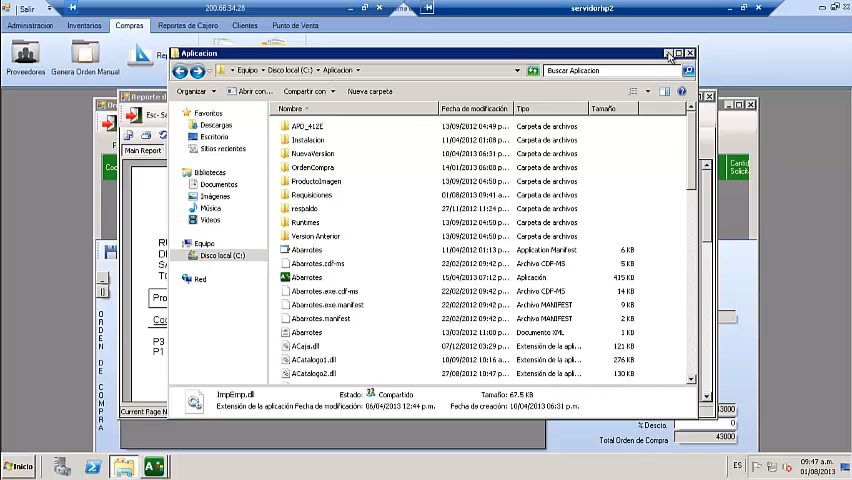 Salir 200.66.34.28 servidorhp2
Administracion Inventarios Compras Reportes de Cajero Clientes Punto de Venta
Proveedores Genera Orden Manual
Aplicacion
Equipo Disco local (C:) Aplicacion Buscar Aplicacion
Organizar Abrir con... Compartir con Nueva carpeta
Reporte d
Esc- Sa
Main Report
Nombre Fecha de modificación Tipo Tamaño
Favoritos
Descargas
Escritorio
Sitios recientes
Bibliotecas
Documentos
Imágenes
Música
Videos
Equipo
Disco local (C:)
Red
APD_412E 13/09/2012 04:49 p... Carpeta de archivos
Instalacion 11/04/2012 01:08 p... Carpeta de archivos
NuevaVersion 10/04/2013 06:31 p... Carpeta de archivos
OrdenCompra 14/01/2013 06:08 p... Carpeta de archivos
ProductoImagen 13/09/2012 04:50 p... Carpeta de archivos
Requisiciones 01/08/2013 09:41 a... Carpeta de archivos
respaldo 27/11/2012 11:24 p... Carpeta de archivos
Runtimes 13/09/2012 04:50 p... Carpeta de archivos
Version Anterior 13/09/2012 04:50 p... Carpeta de archivos
Abarrotes 11/04/2012 01:13 p... Application Manifest 6 KB
Abarrotes.cdf-ms 22/02/2012 09:42 p... Archivo CDF-MS 5 KB
Abarrotes 15/04/2013 07:12 p... Aplicación 415 KB
Abarrotes.exe.cdf-ms 22/02/2012 09:42 p... Archivo CDF-MS 14 KB
Abarrotes.exe.manifest 22/02/2012 09:42 p... Archivo MANIFEST 9 KB
Abarrotes.manifest 22/02/2012 09:42 p... Archivo MANIFEST 2 KB
Abarrotes 13/03/2012 11:08 p... Documento XML 1 KB
ACaja.dll 07/12/2012 03:29 p... Extensión de la apli... 121 KB
ACatalogo1.dll 10/09/2012 10:16 a... Extensión de la apli... 276 KB
ACatalogo2.dll 27/08/2012 10:47 p... Extensión de la apli... 130 KB
Cantid
Solicit
ORDEN DE COMPRA
P3
P1
ImpEmp.dll Estado: Compartido Tamaño: 67.5 KB
Extensión de la aplicación Fecha de modificación: 06/04/2013 12:44 p.m. Fecha de creación: 10/04/2013 06:31 p.m.
Current Page N
43000
% Descto. 0
Total Orden de Compra 43000
Inicio ES 09:47 a.m.
01/08/2013